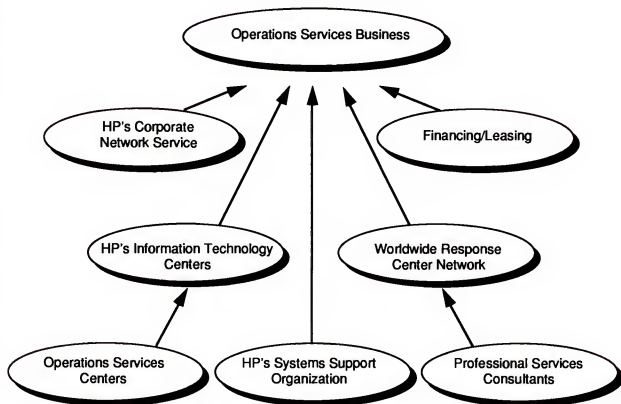 Operations Services Business
HP's Corporate
Network Service
Financing/Leasing
HP's Information Technology
Centers
Worldwide Response
Center Network
Operations Services
Centers
HP's Systems Support
Organization
Professional Services
Consultants